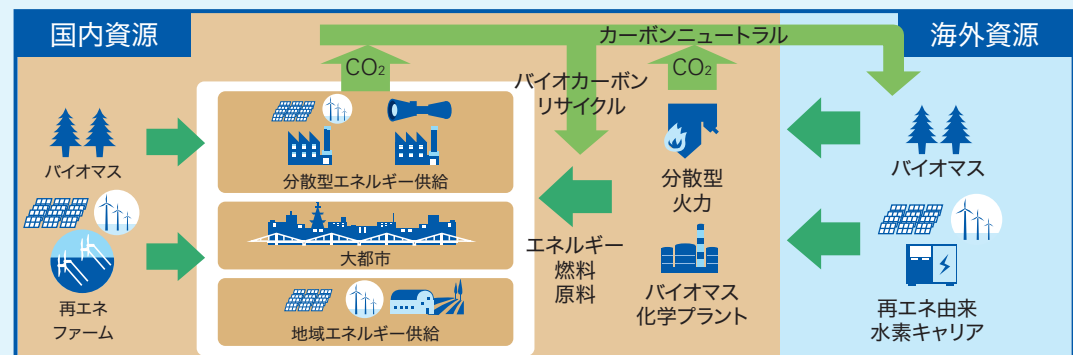 国内資源
カーボンニュートラル
海外資源
CO₂
バイオカーボン
リサイクル
CO₂
バイオマス
分散型エネルギー供給
分散型
火力
バイオマス
大都市
エネルギー
燃料
原料
再エネ
ファーム
地域エネルギー供給
バイオマス
化学プラント
再エネ由来
水素キャリア